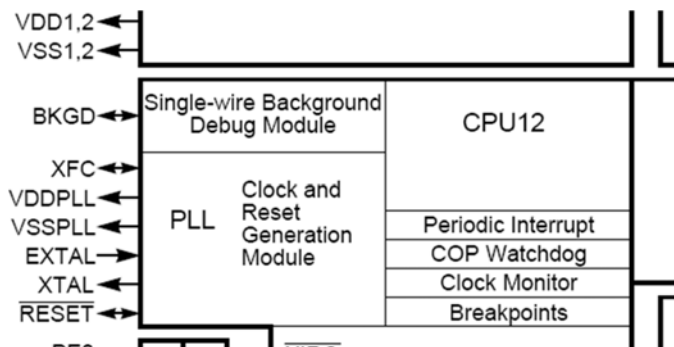 VDD1,2
VSS1,2
BKGD
Single-wire Background
Debug Module
CPU12
XFC
VDDPLL
VSSPLL
EXTAL
XTAL
RESET
PLL
Clock and
Reset
Generation
Module
Periodic Interrupt
COP Watchdog
Clock Monitor
Breakpoints